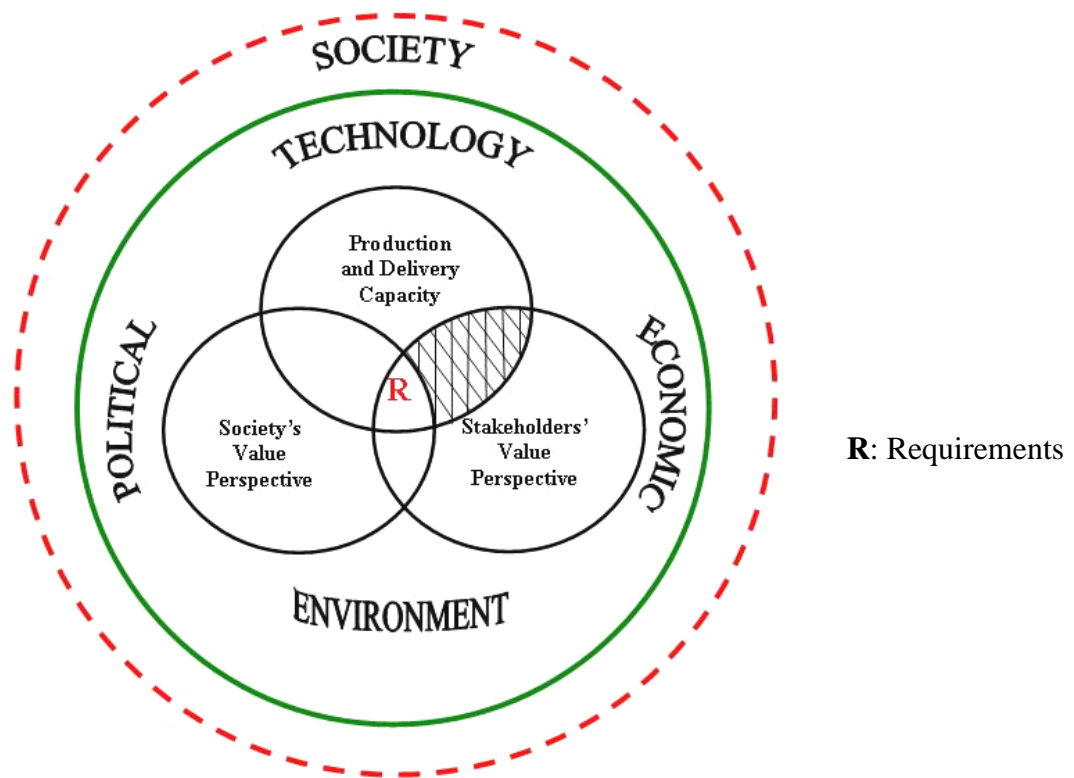 SOCIETY
TECHNOLOGY
Production
and Delivery
Capacity
POLITICAL
ECONOMIC
R
Society's
Value
Perspective
Stakeholders'
Value
Perspective
R: Requirements
ENVIRONMENT